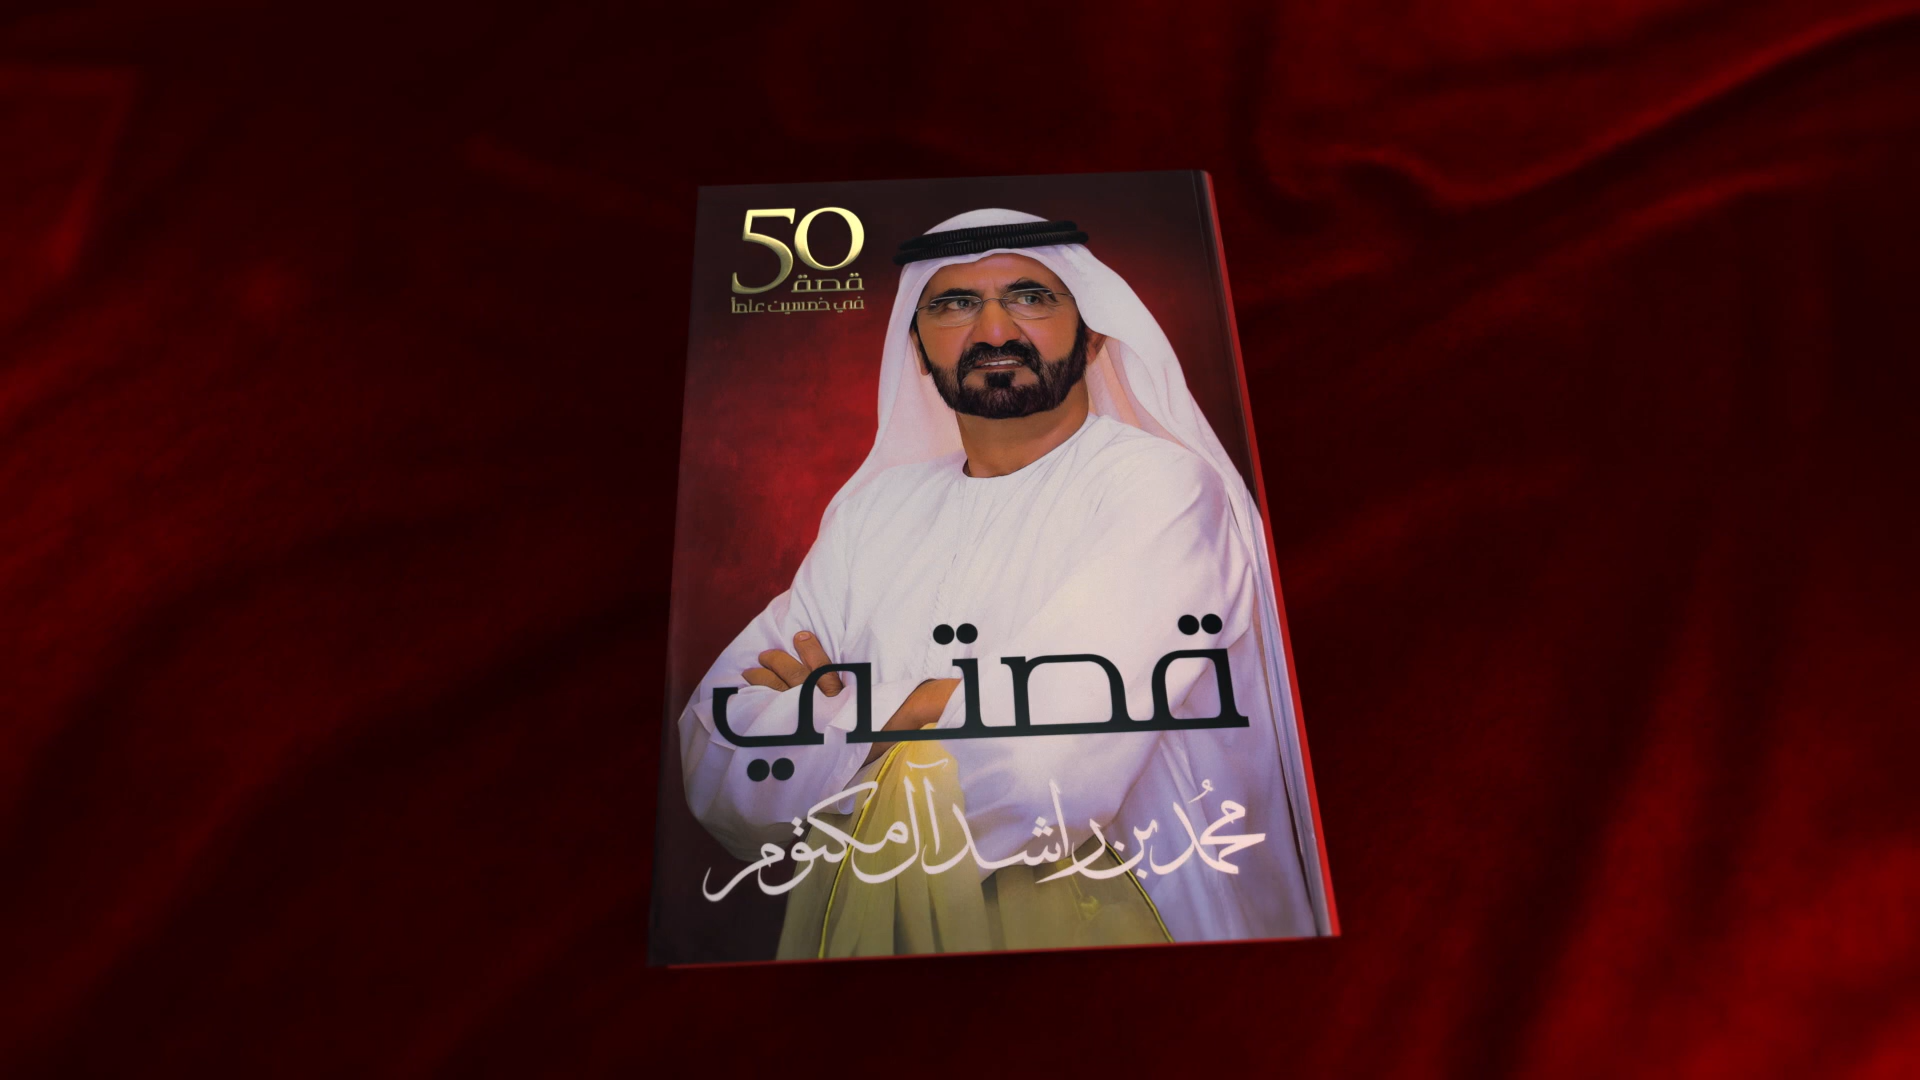 50
قصة
في خمسين عاماً
قصتي
محمد بن راشد آل مكتوم